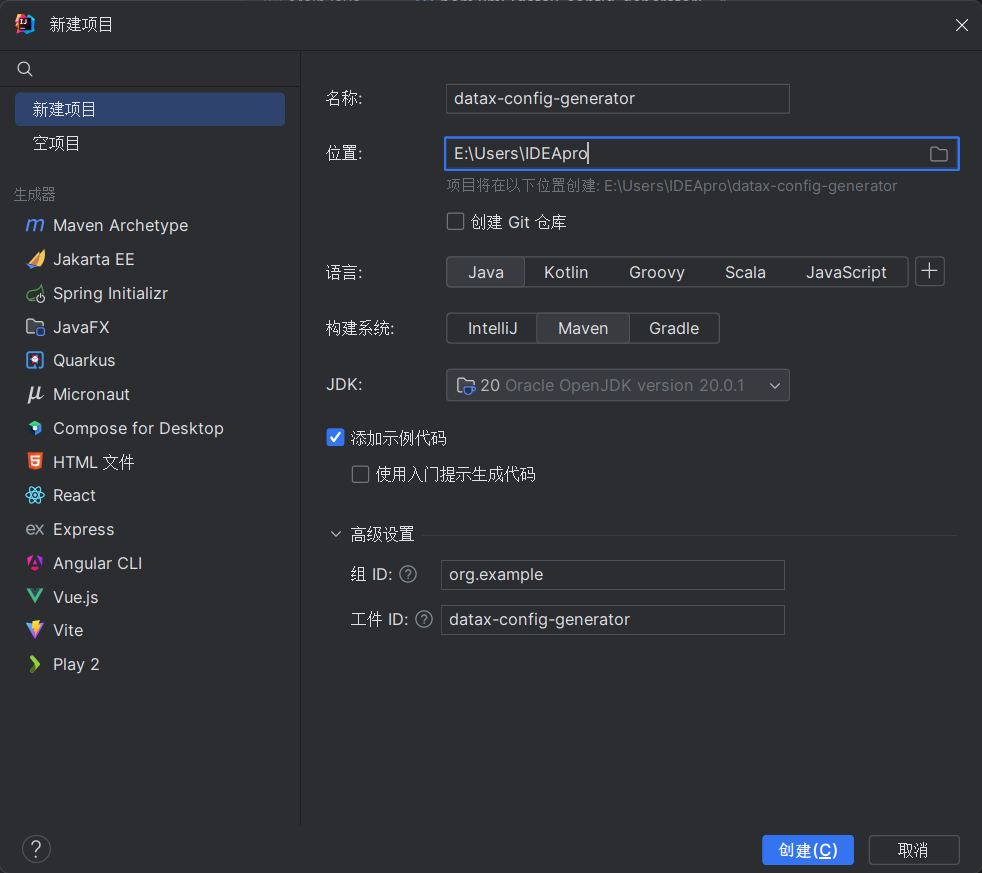 新建项目
新建项目
空项目
生成器
Maven Archetype
Jakarta EE
Spring Initializr
JavaFX
Quarkus
Micronaut
Compose for Desktop
HTML 文件
React
ex Express
Angular CLI
Vue.js
Vite
Play 2
名称: datax-config-generator
位置: E:\Users\IDEApro
项目将在以下位置创建: E:\Users\IDEApro\datax-config-generator
创建 Git 仓库
语言: Java Kotlin Groovy Scala JavaScript
构建系统: IntelliJ Maven Gradle
JDK: 20 Oracle OpenJDK version 20.0.1
添加示例代码
使用入门提示生成代码
高级设置
组 ID: ? org.example
工件 ID: ? datax-config-generator
? 创建(C) 取消